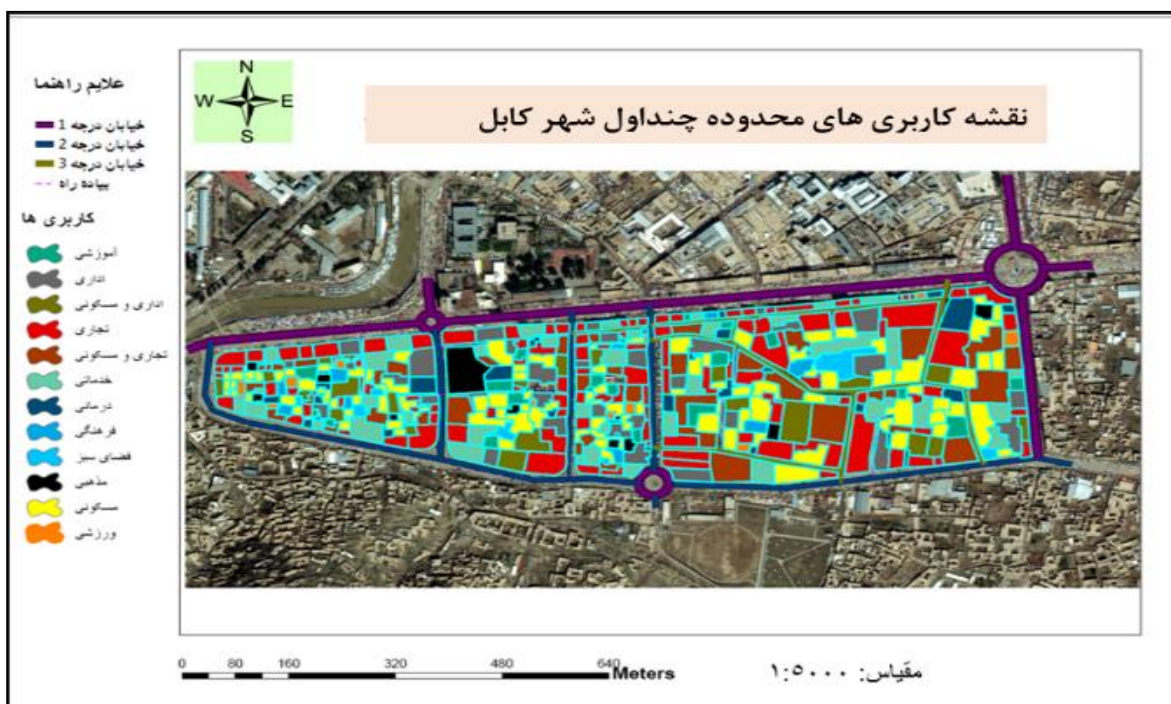 نقشه کاربری های محدوده چنداول شهر کابل
N
W E
S
علایم راهنما
خیابان درجه 1
خیابان درجه 2
خیابان درجه 3
پیاده راه
کاربری ها
آموزشی
اداری
اداری و مسکونی
تجاری
تجاری و مسکونی
خدماتی
درمانی
فرهنگی
فضای سبز
مذهبی
مسکونی
ورزشی
0 80 160 320 480 640 Meters
مقیاس: ۱:۵۰۰۰